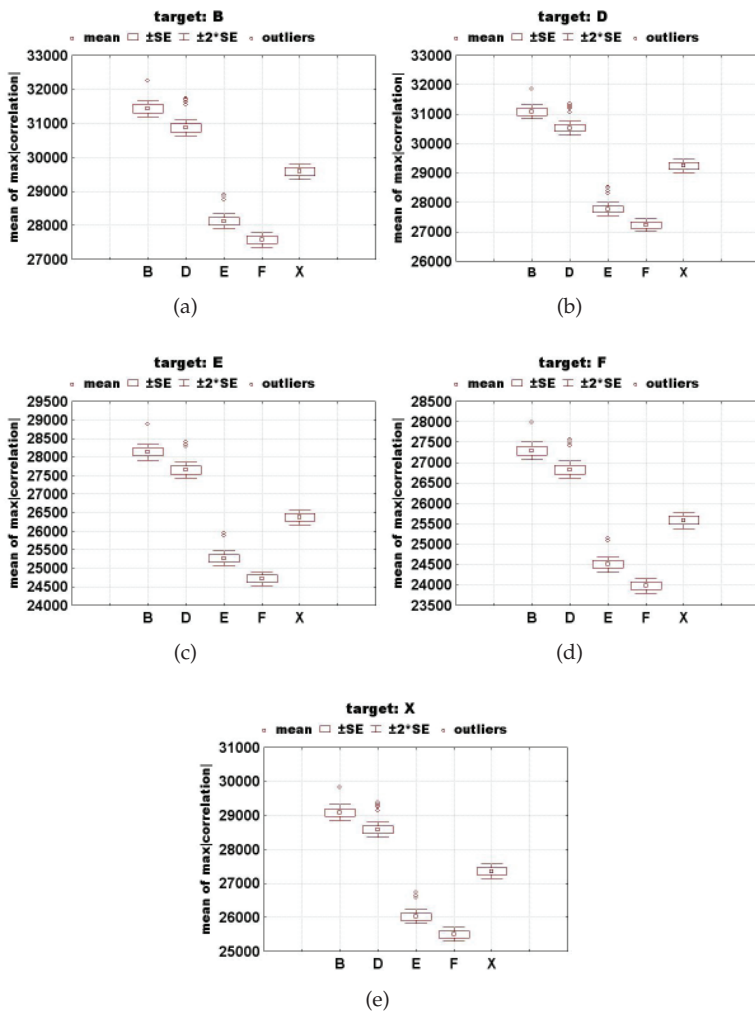 target: B
mean ±SE ±2*SE outliers
mean of max|correlation|
33000
32000
31000
30000
29000
28000
27000
B D E F X
(a)
target: D
mean ±SE ±2*SE outliers
mean of max|correlation|
33000
32000
31000
30000
29000
28000
27000
26000
B D E F X
(b)
target: E
mean ±SE ±2*SE outliers
mean of max|correlation|
29500
29000
28500
28000
27500
27000
26500
26000
25500
25000
24500
24000
B D E F X
(c)
target: F
mean ±SE ±2*SE outliers
mean of max|correlation|
28500
28000
27500
27000
26500
26000
25500
25000
24500
24000
23500
B D E F X
(d)
target: X
mean ±SE ±2*SE outliers
mean of max|correlation|
31000
30000
29000
28000
27000
26000
25000
B D E F X
(e)